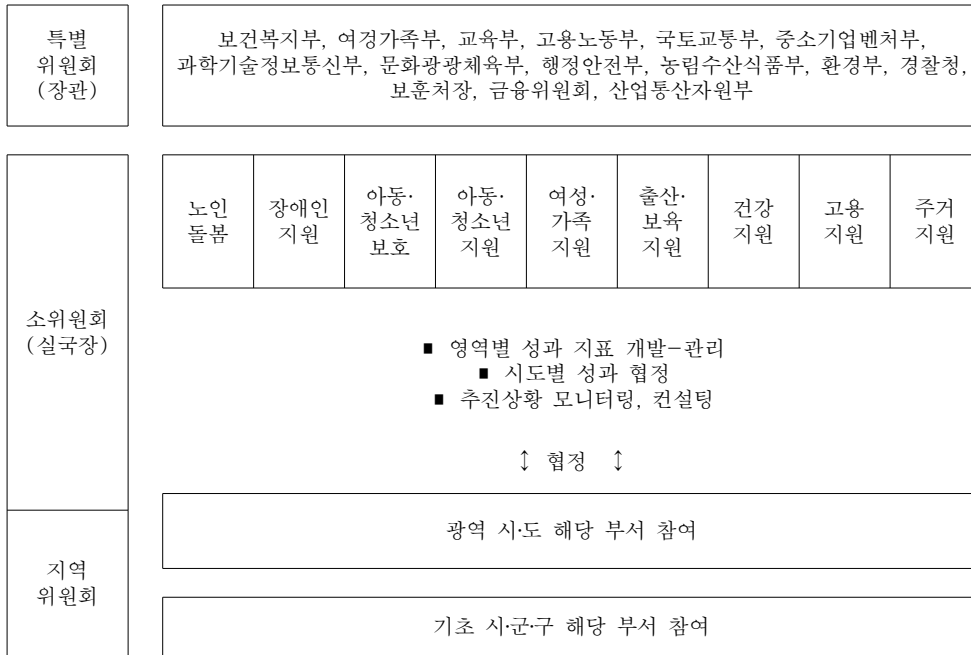 특별
위원회
(장관)
보건복지부, 여겅가족부, 교육부, 고용노동부, 국토교통부, 중소기업벤처부,
과학기술정보통신부, 문화광광체육부, 행정안전부, 농림수산식품부, 환경부, 경찰청,
보훈처장, 금융위원회, 산업통산자원부
소위원회
(실국장)
노인
돌봄
장애인
지원
아동·
청소년
보호
아동·
청소년
지원
여성·
가족
지원
출산·
보육
지원
건강
지원
고용
지원
주거
지원
■ 영역별 성과 지표 개발-관리
■ 시도별 성과 협정
■ 추진상황 모니터링, 컨설팅
↕ 협정 ↕
지역
위원회
광역 시·도 해당 부서 참여
기초 시·군·구 해당 부서 참여